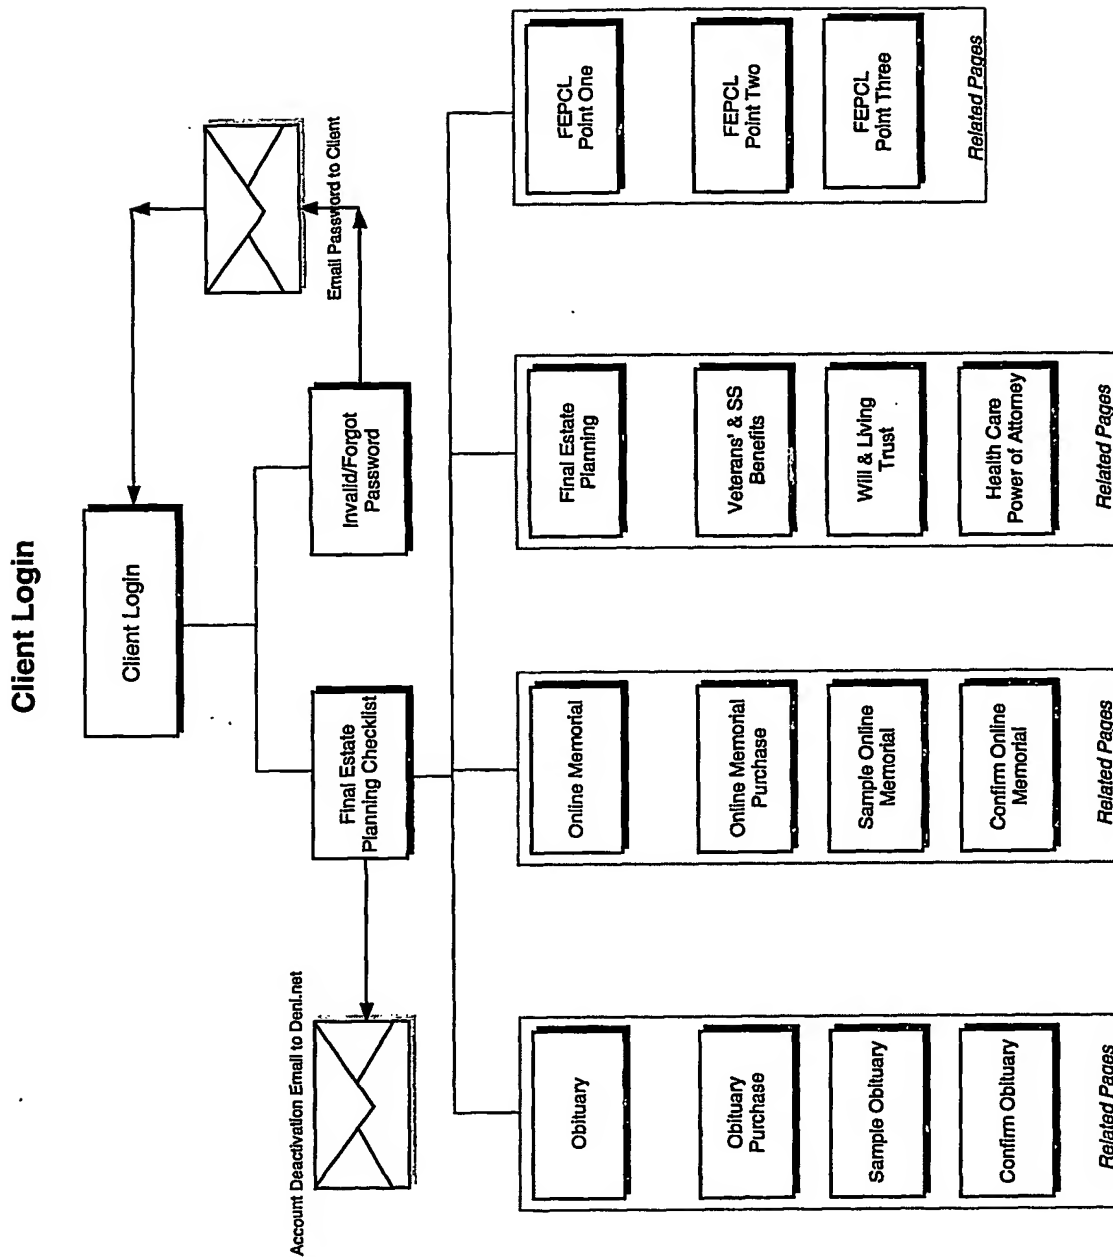 Client Login
Client Login
Final Estate
Planning Checklist
Invalid/Forgot
Password
Email Password to Client
Account Deactivation Email to Deni.net
Obituary
Obituary
Purchase
Sample Obituary
Confirm Obituary
Related Pages
Online Memorial
Online Memorial
Purchase
Sample Online
Memorial
Confirm Online
Memorial
Related Pages
Final Estate
Planning
Veterans' & SS
Benefits
Will & Living
Trust
Health Care
Power of Attorney
Related Pages
FEPCL
Point One
FEPCL
Point Two
FEPCL
Point Three
Related Pages